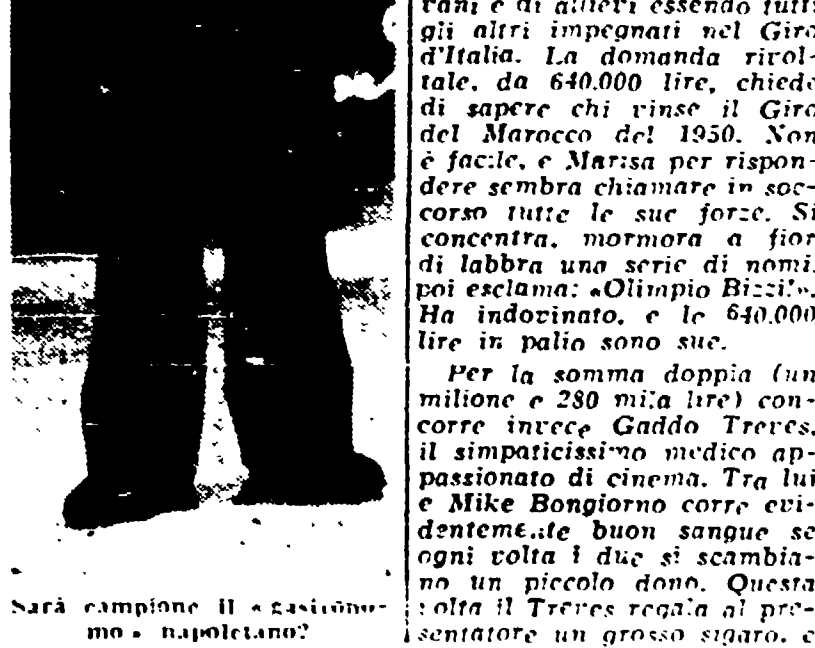 Sarà campione il «gastrono-
mo» napoletano?
rani e di allievi essendo tutti
gli altri impegnati nel Giro
d'Italia. La domanda rivol-
tale, da 640.000 lire, chiede
di sapere chi vinse il Giro
del Marocco del 1950. Non
è facile, e Marisa per rispon-
dere sembra chiamare in soc-
corso tutte le sue forze. Si
concentra, mormora a fior
di labbra una serie di nomi,
poi esclama: «Olimpio Bizzi!».
Ha indovinato, e le 640.000
lire in palio sono sue.
Per la somma doppia (un
milione e 280 mila lire) con-
corre invece Gaddo Treves,
il simpaticissimo medico ap-
passionato di cinema. Tra lui
e Mike Bongiorno corre evi-
dentemente buon sangue se
ogni volta i due si scambia-
no un piccolo dono. Questa
volta il Treves regala al pre-
sentatore un grosso sigaro, e